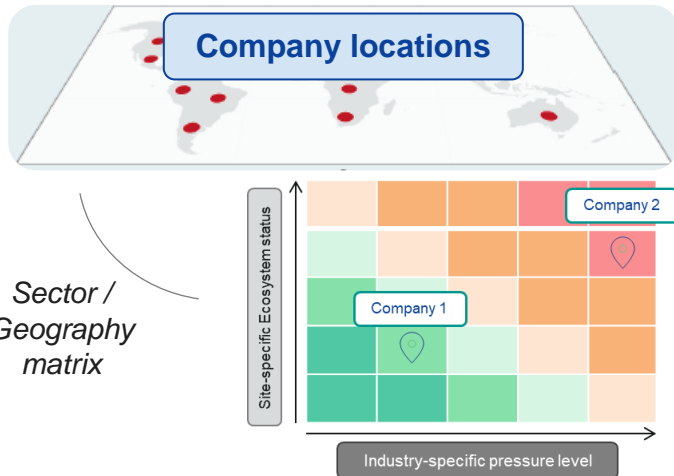 Company locations
Company 2
Site-specific Ecosystem status
Sector /
Geography
matrix
Company 1
Industry-specific pressure level